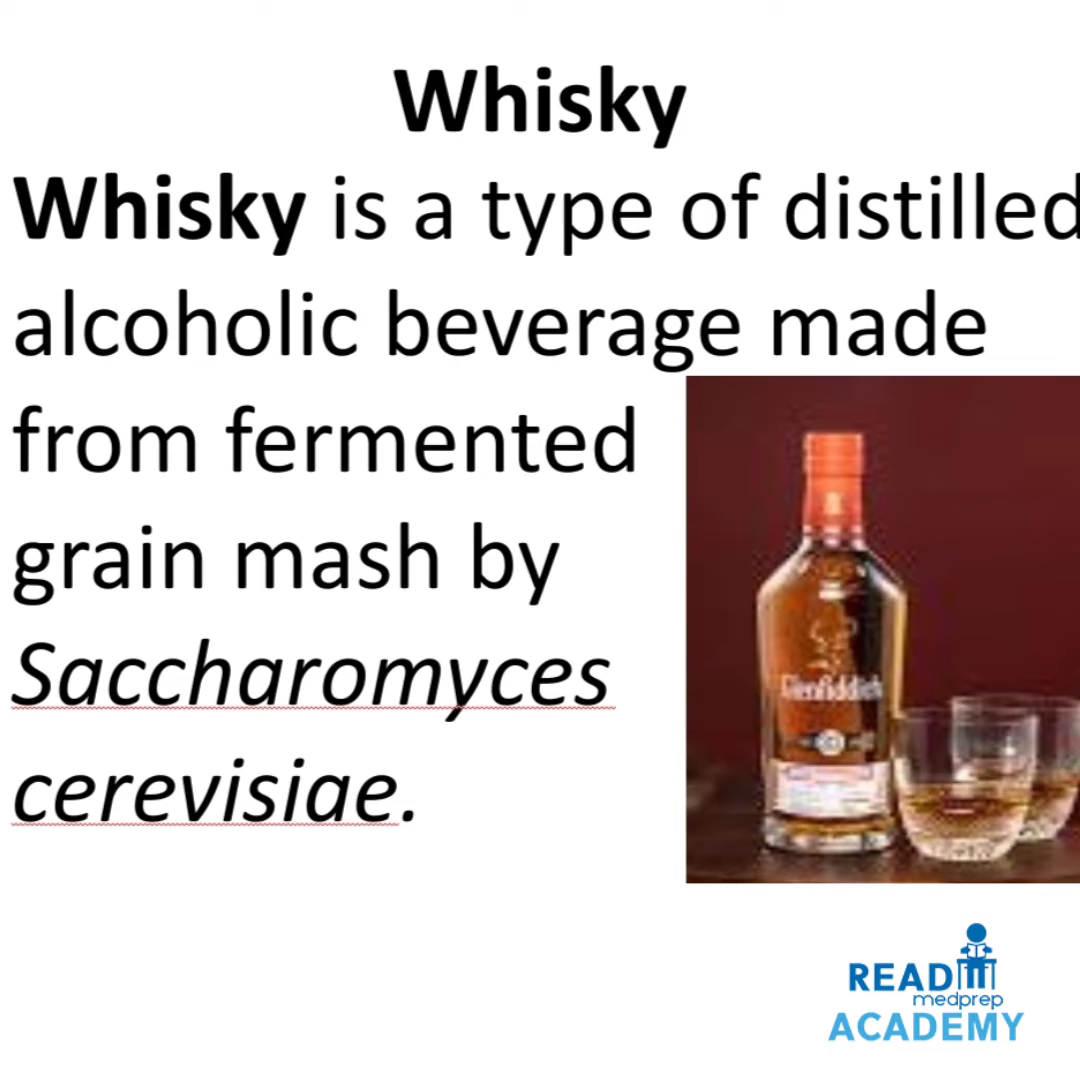 Whisky
Whisky is a type of distilled
alcoholic beverage made
from fermented
grain mash by
Saccharomyces
cerevisiae.
Glenfiddich
READ
medprep
ACADEMY